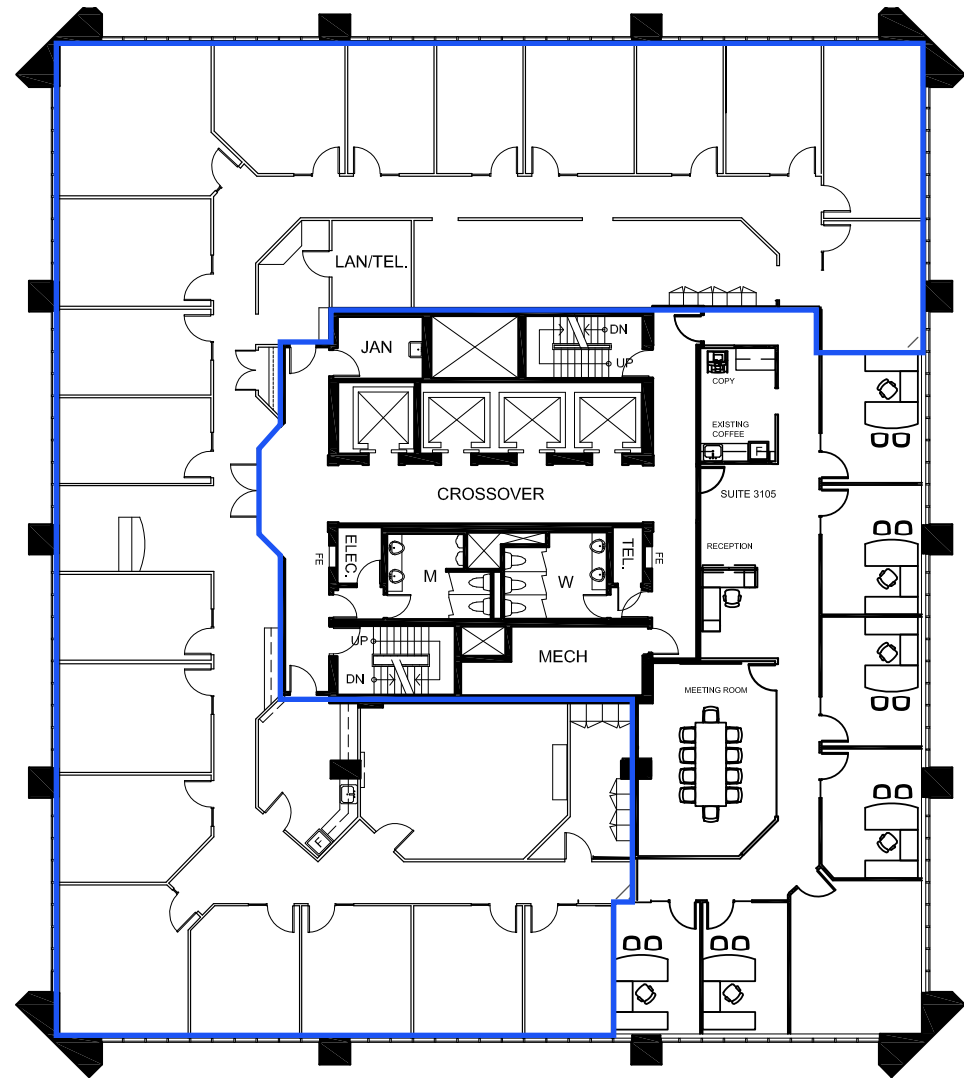 LAN/TEL.
DN
JAN
UP
COPY
EXISTING
COFFEE
F
CROSSOVER
SUITE 3105
ELEC.
TEL.
FE
FE
RECEPTION
M
W
UP
MECH
DN
MEETING ROOM
F